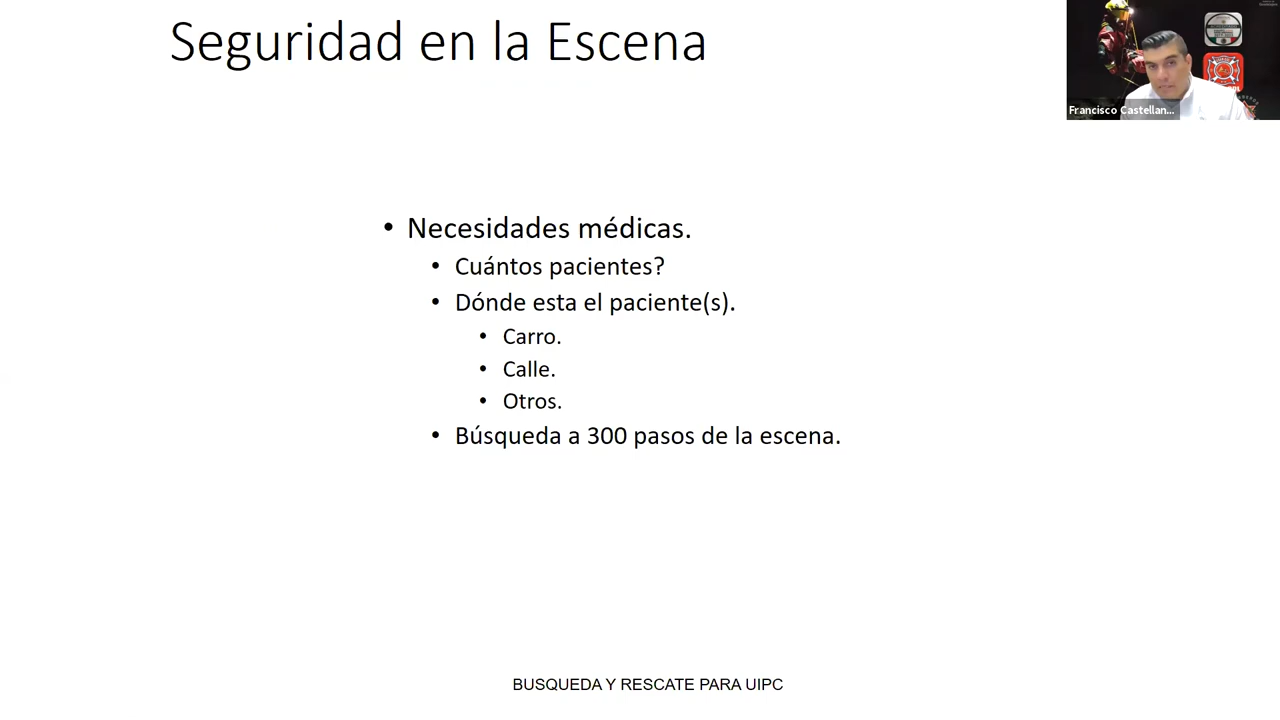 Seguridad en la Escena
Francisco Castellan...
• Necesidades médicas.
• Cuántos pacientes?
• Dónde esta el paciente(s).
• Carro.
• Calle.
• Otros.
• Búsqueda a 300 pasos de la escena.
BUSQUEDA Y RESCATE PARA UIPC